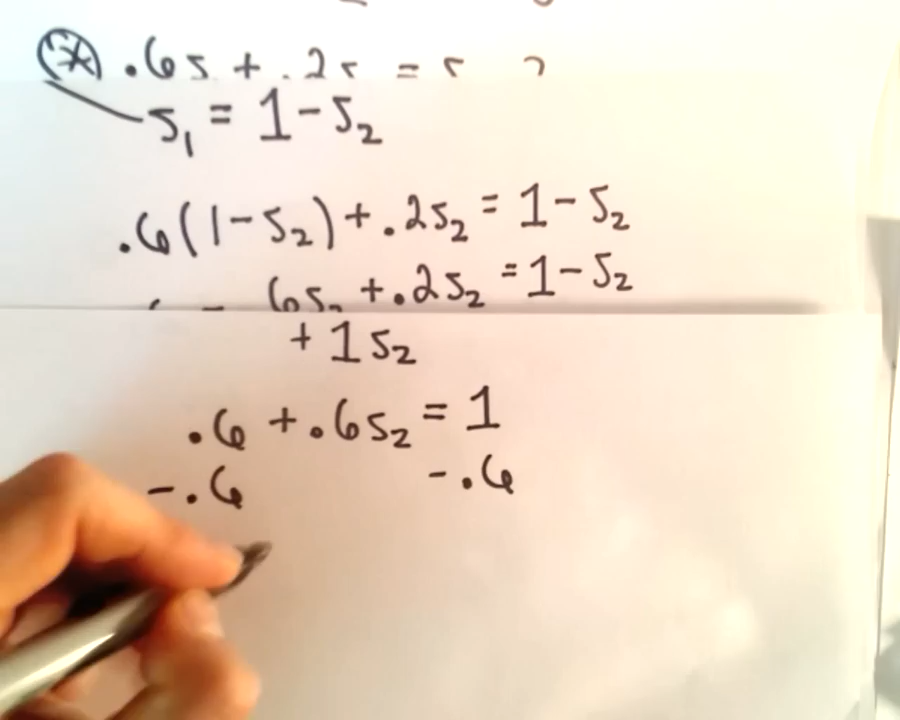 * .6s + .2s = s
s₁ = 1 - s₂
.6(1 - s₂) + .2s₂ = 1 - s₂
6s₂ + .2s₂ = 1 - s₂
+ 1s₂
.6 + .6s₂ = 1
-.6 -.6